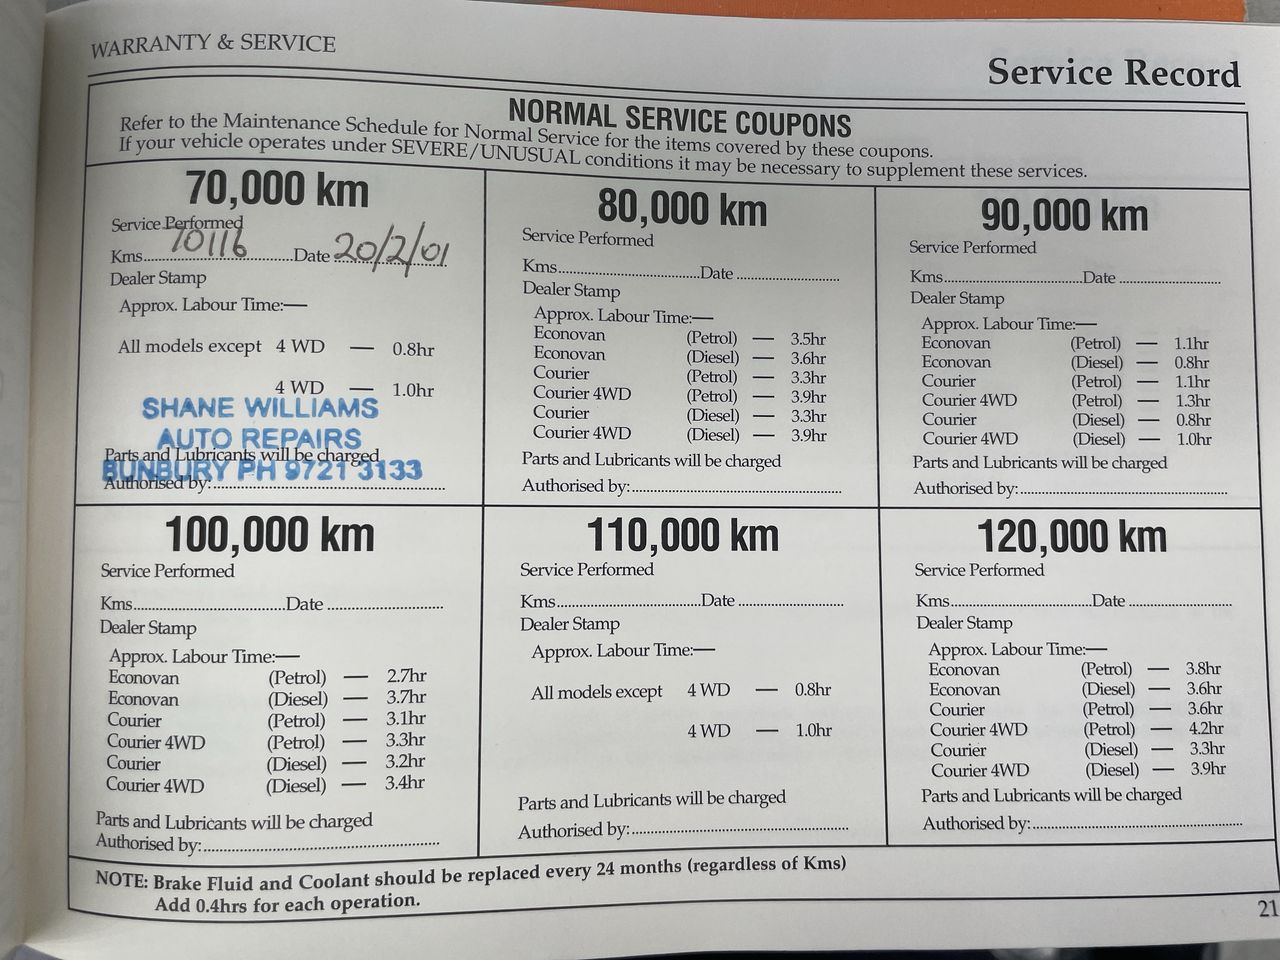 WARRANTY & SERVICE
Service Record
NORMAL SERVICE COUPONS
Refer to the Maintenance Schedule for Normal Service for the items covered by these coupons.
If your vehicle operates under SEVERE/UNUSUAL conditions it may be necessary to supplement these services.
70,000 km
Service Performed
Kms 70116 Date 20/2/01
Dealer Stamp
Approx. Labour Time:—
All models except 4 WD — 0.8hr
4 WD — 1.0hr
SHANE WILLIAMS
AUTO REPAIRS
Parts and Lubricants will be charged
BUNBURY PH 9721 3133
Authorised by:
80,000 km
Service Performed
Kms Date
Dealer Stamp
Approx. Labour Time:—
Econovan (Petrol) — 3.5hr
Econovan (Diesel) — 3.6hr
Courier (Petrol) — 3.3hr
Courier 4WD (Petrol) — 3.9hr
Courier (Diesel) — 3.3hr
Courier 4WD (Diesel) — 3.9hr
Parts and Lubricants will be charged
Authorised by:
90,000 km
Service Performed
Kms Date
Dealer Stamp
Approx. Labour Time:—
Econovan (Petrol) — 1.1hr
Econovan (Diesel) — 0.8hr
Courier (Petrol) — 1.1hr
Courier 4WD (Petrol) — 1.3hr
Courier (Diesel) — 0.8hr
Courier 4WD (Diesel) — 1.0hr
Parts and Lubricants will be charged
Authorised by:
100,000 km
Service Performed
Kms Date
Dealer Stamp
Approx. Labour Time:—
Econovan (Petrol) — 2.7hr
Econovan (Diesel) — 3.7hr
Courier (Petrol) — 3.1hr
Courier 4WD (Petrol) — 3.3hr
Courier (Diesel) — 3.2hr
Courier 4WD (Diesel) — 3.4hr
Parts and Lubricants will be charged
Authorised by:
110,000 km
Service Performed
Kms Date
Dealer Stamp
Approx. Labour Time:—
All models except 4 WD — 0.8hr
4 WD — 1.0hr
Parts and Lubricants will be charged
Authorised by:
120,000 km
Service Performed
Kms Date
Dealer Stamp
Approx. Labour Time:—
Econovan (Petrol) — 3.8hr
Econovan (Diesel) — 3.6hr
Courier (Petrol) — 3.6hr
Courier 4WD (Petrol) — 4.2hr
Courier (Diesel) — 3.3hr
Courier 4WD (Diesel) — 3.9hr
Parts and Lubricants will be charged
Authorised by:
NOTE: Brake Fluid and Coolant should be replaced every 24 months (regardless of Kms)
Add 0.4hrs for each operation.
21